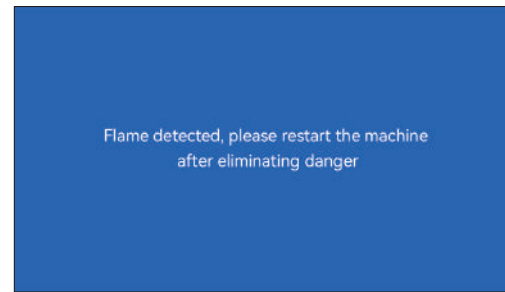 Flame detected, please restart the machine
after eliminating danger